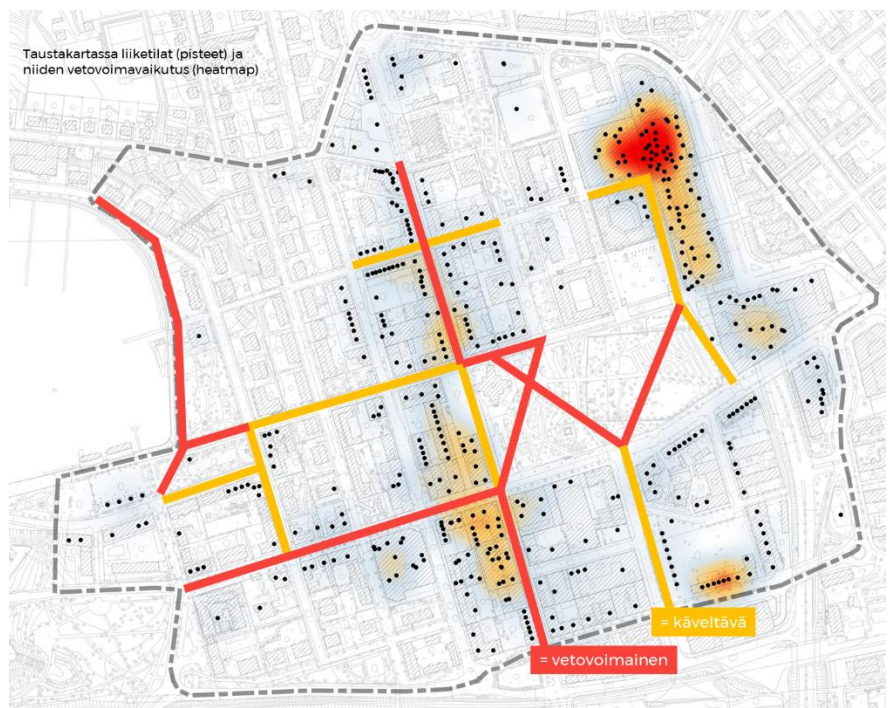 Taustakartassa liiketilat (pisteet) ja
niiden vetovoimavaikutus (heatmap)
= käveltävä
= vetovoimainen